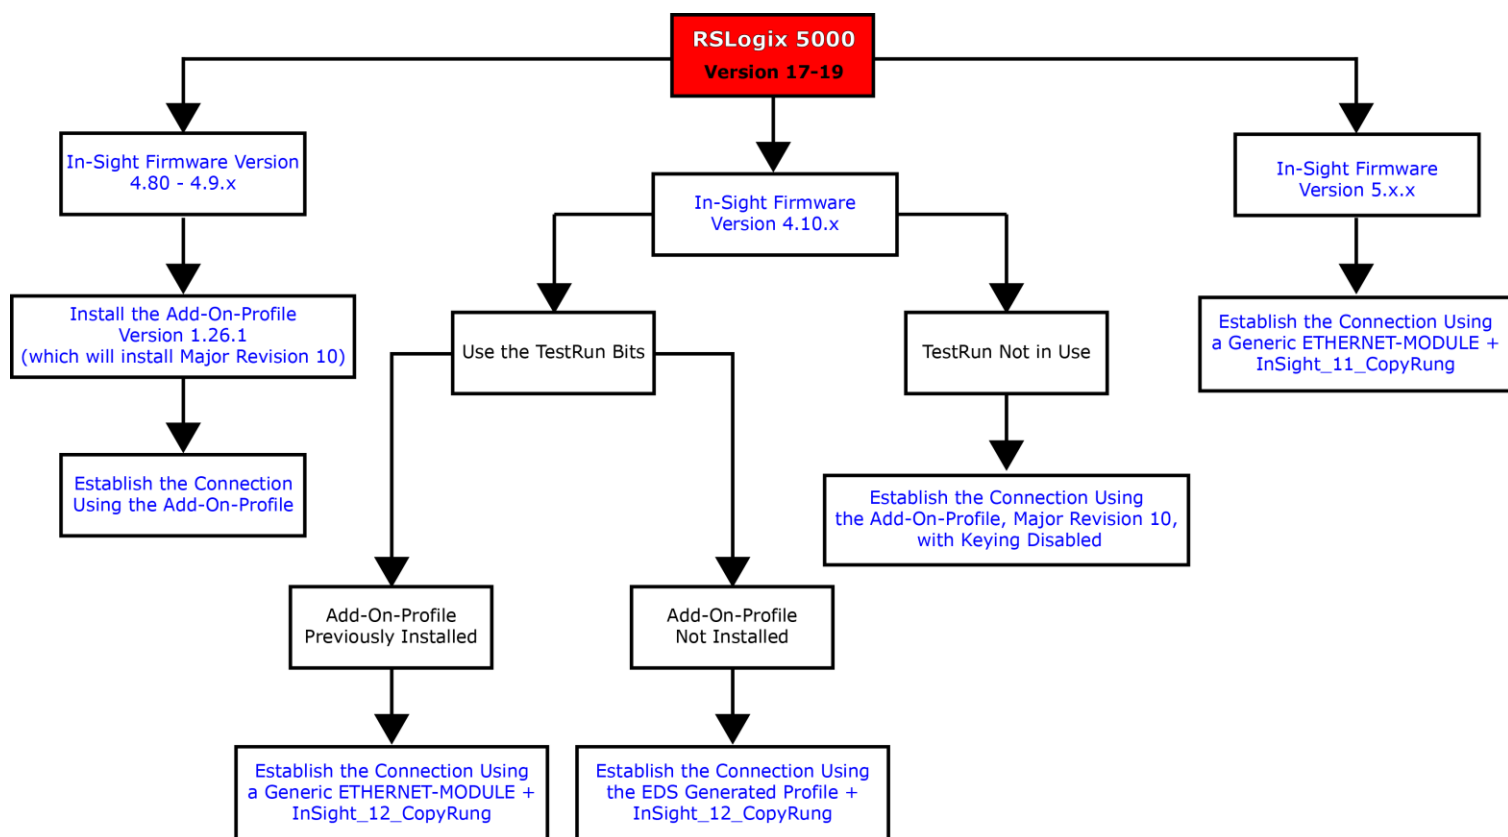 RSLogix 5000
Version 17-19
In-Sight Firmware Version
4.80 - 4.9.x
In-Sight Firmware
Version 4.10.x
In-Sight Firmware
Version 5.x.x
Install the Add-On-Profile
Version 1.26.1
(which will install Major Revision 10)
Use the TestRun Bits
TestRun Not in Use
Establish the Connection Using
a Generic ETHERNET-MODULE +
InSight_11_CopyRung
Establish the Connection
Using the Add-On-Profile
Establish the Connection Using
the Add-On-Profile, Major Revision 10,
with Keying Disabled
Add-On-Profile
Previously Installed
Add-On-Profile
Not Installed
Establish the Connection Using
a Generic ETHERNET-MODULE +
InSight_12_CopyRung
Establish the Connection Using
the EDS Generated Profile +
InSight_12_CopyRung